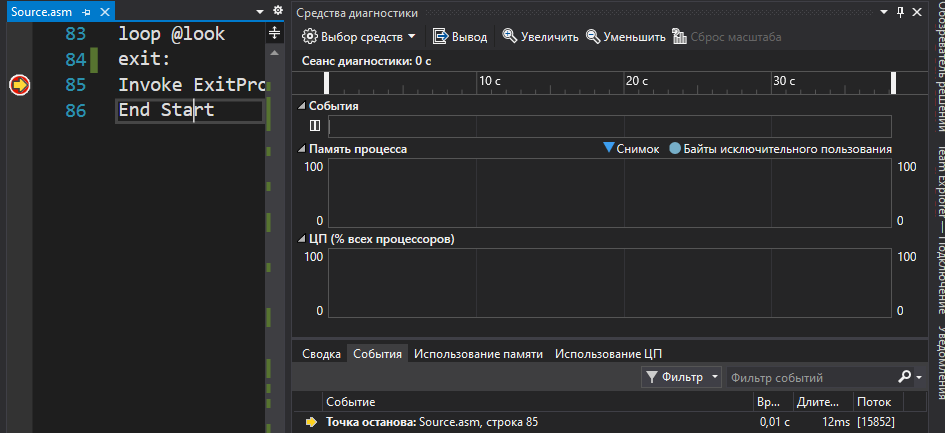 Source.asm
83 loop @look
84 exit:
85 Invoke ExitPro
86 End Start
Средства диагностики
Выбор средств Вывод Увеличить Уменьшить Сброс масштаба
Сеанс диагностики: 0 с
10 с 20 с 30 с
События
Память процесса Снимок Байты исключительного пользования
100 100
0 0
ЦП (% всех процессоров)
100 100
0 0
Сводка События Использование памяти Использование ЦП
Фильтр Фильтр событий
Событие Вр... Длите... Поток
Точка останова: Source.asm, строка 85 0,01 с 12ms [15852]
Обозреватель решений
Team Explorer — Подключение
Уведомления